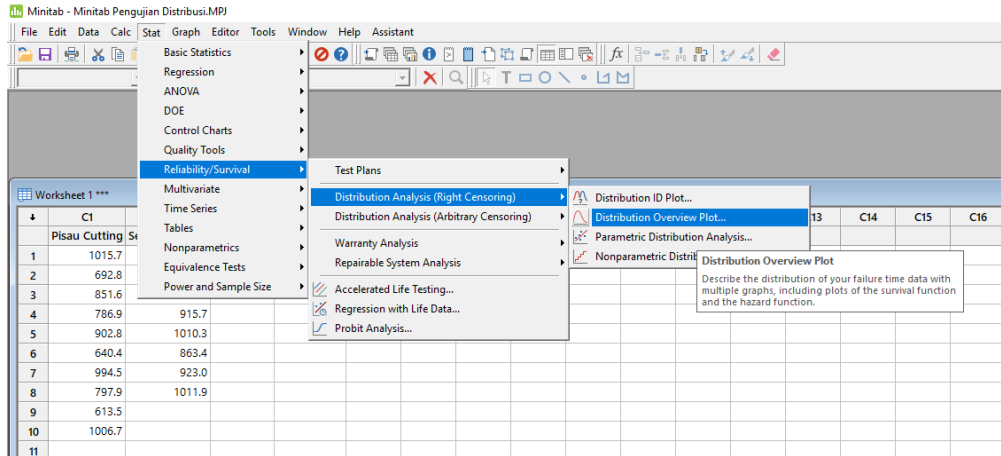 Minitab - Minitab Pengujian Distribusi.MPJ
File Edit Data Calc Stat Graph Editor Tools Window Help Assistant
Basic Statistics
Regression
ANOVA
DOE
Control Charts
Quality Tools
Reliability/Survival
Multivariate
Time Series
Tables
Nonparametrics
Equivalence Tests
Power and Sample Size
Test Plans
Distribution Analysis (Right Censoring)
Distribution Analysis (Arbitrary Censoring)
Warranty Analysis
Repairable System Analysis
Accelerated Life Testing...
Regression with Life Data...
Probit Analysis...
Distribution ID Plot...
Distribution Overview Plot...
Parametric Distribution Analysis...
Nonparametric Distrib
Distribution Overview Plot
Describe the distribution of your failure time data with
multiple graphs, including plots of the survival function
and the hazard function.
Worksheet 1 ***
C1 13 C14 C15 C16
Pisau Cutting Se
1 1015.7
2 692.8
3 851.6
4 786.9 915.7
5 902.8 1010.3
6 640.4 863.4
7 994.5 923.0
8 797.9 1011.9
9 613.5
10 1006.7
11